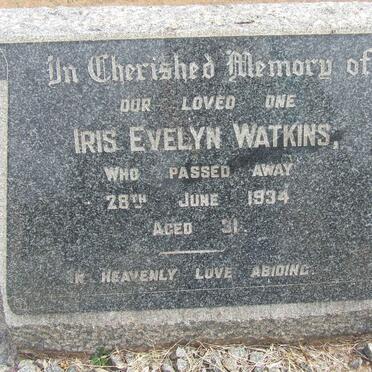 In Cherished Memory of
OUR LOVED ONE
IRIS EVELYN WATKINS,
WHO PASSED AWAY
28TH JUNE 1934
AGED 31
IN HEAVENLY LOVE ABIDING.